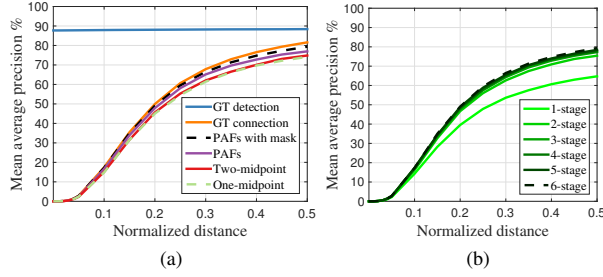 Mean average precision %
100
90
80
70
60
50
40
30
20
10
0
GT detection
GT connection
PAFs with mask
PAFs
Two-midpoint
One-midpoint
0.1 0.2 0.3 0.4 0.5
Normalized distance
(a)
Mean average precision %
100
90
80
70
60
50
40
30
20
10
0
1-stage
2-stage
3-stage
4-stage
5-stage
6-stage
0 0.1 0.2 0.3 0.4 0.5
Normalized distance
(b)